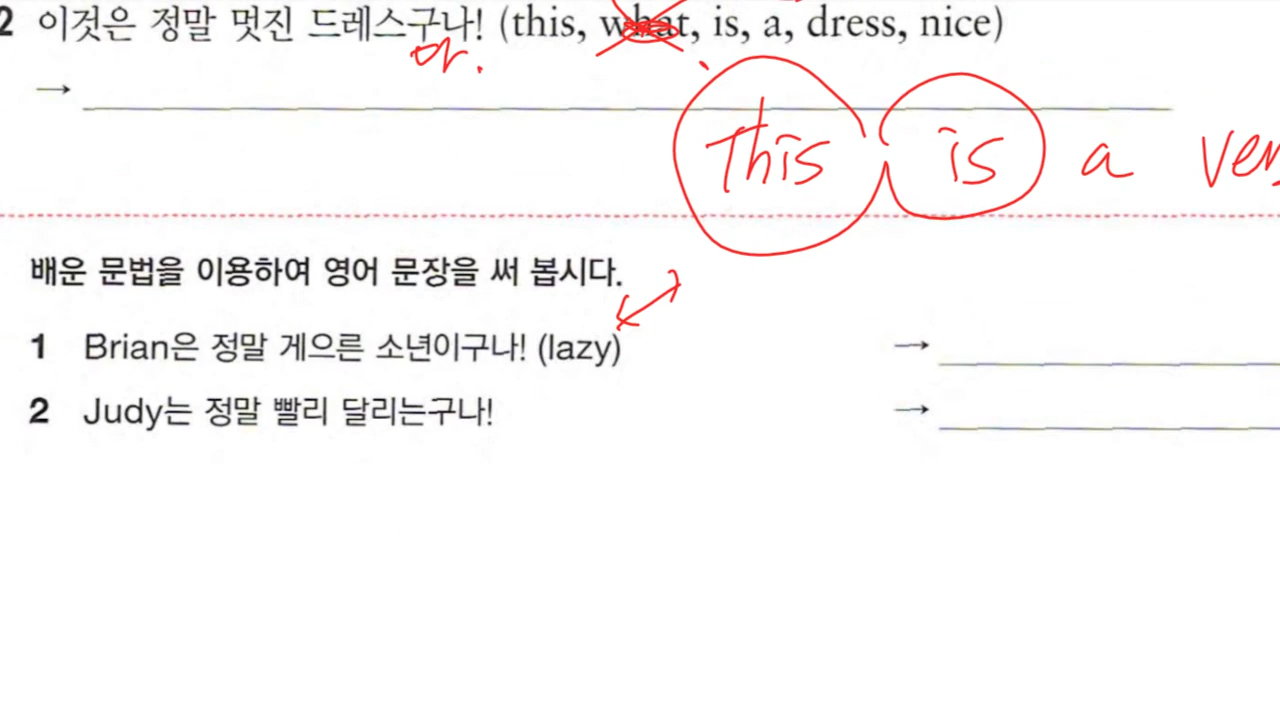 2 이것은 정말 멋진 드레스구나! (this, what, is, a, dress, nice)
→
This is a
배운 문법을 이용하여 영어 문장을 써 봅시다.
1 Brian은 정말 게으른 소년이구나! (lazy) →
2 Judy는 정말 빨리 달리는구나! →